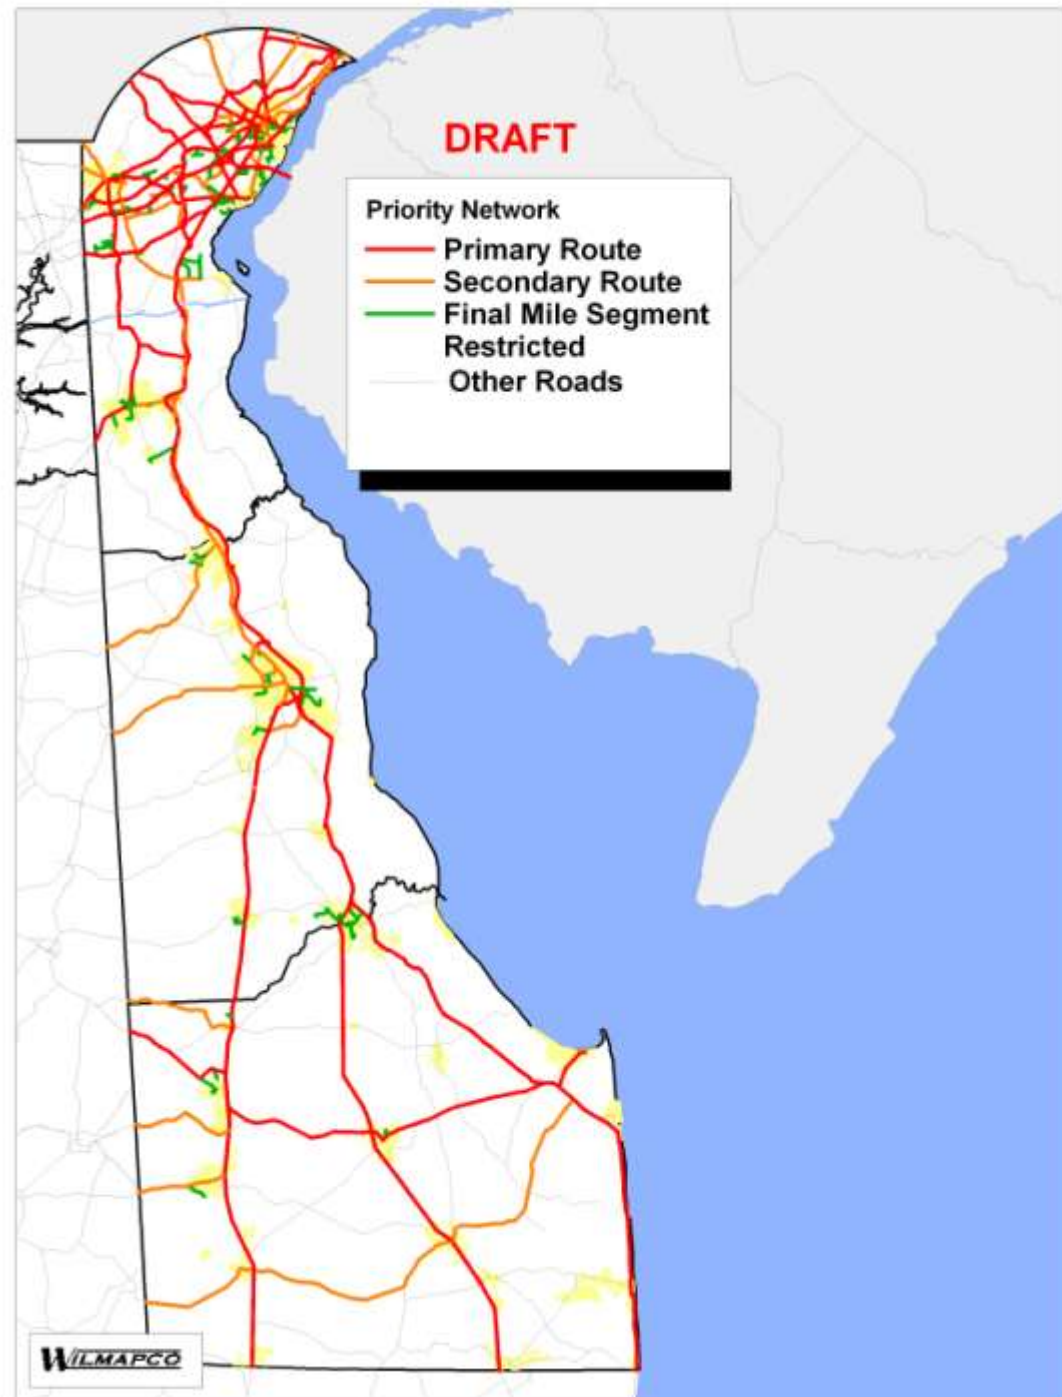 DRAFT
Priority Network
Primary Route
Secondary Route
Final Mile Segment
Restricted
Other Roads
WILMAPCO